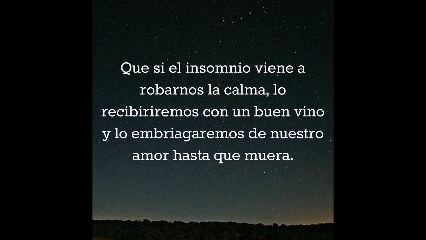 Que si el insomnio viene a
robarnos la calma, lo
recibiriremos con un buen vino
y lo embriagaremos de nuestro
amor hasta que muera.